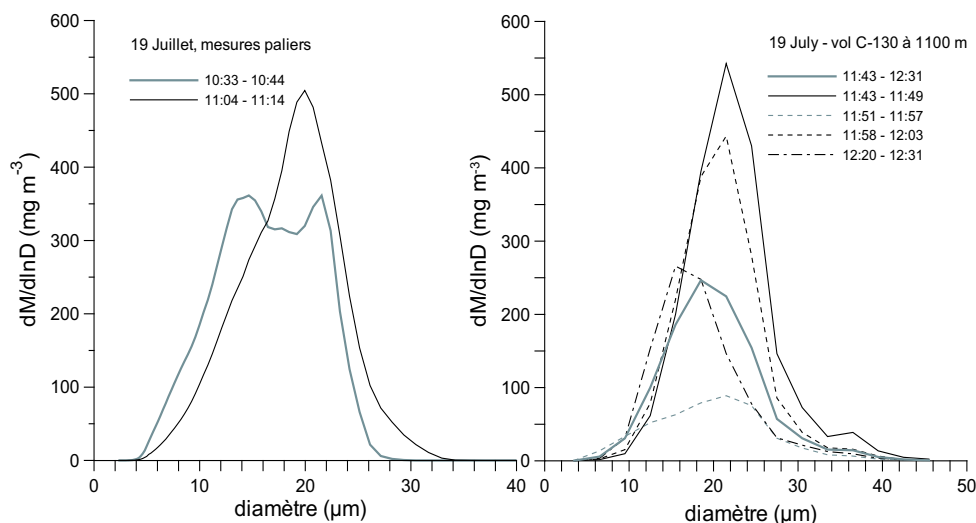 19 Juillet, mesures paliers
10:33 - 10:44
11:04 - 11:14
dM/dlnD (mg m-3)
600
500
400
300
200
100
0
0 10 20 30 40
diamètre (µm)
19 July - vol C-130 à 1100 m
11:43 - 12:31
11:43 - 11:49
11:51 - 11:57
11:58 - 12:03
12:20 - 12:31
dM/dlnD (mg m-3)
600
500
400
300
200
100
0
0 10 20 30 40 50
diamètre (µm)